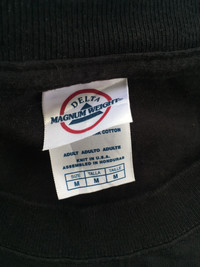 DELTA
MAGNUM WEIGHT
COTTON
ADULT ADULTO ADULTE
KNIT IN U.S.A.
ASSEMBLED IN HONDURAS
SIZE TALLA TAILLE
M M M